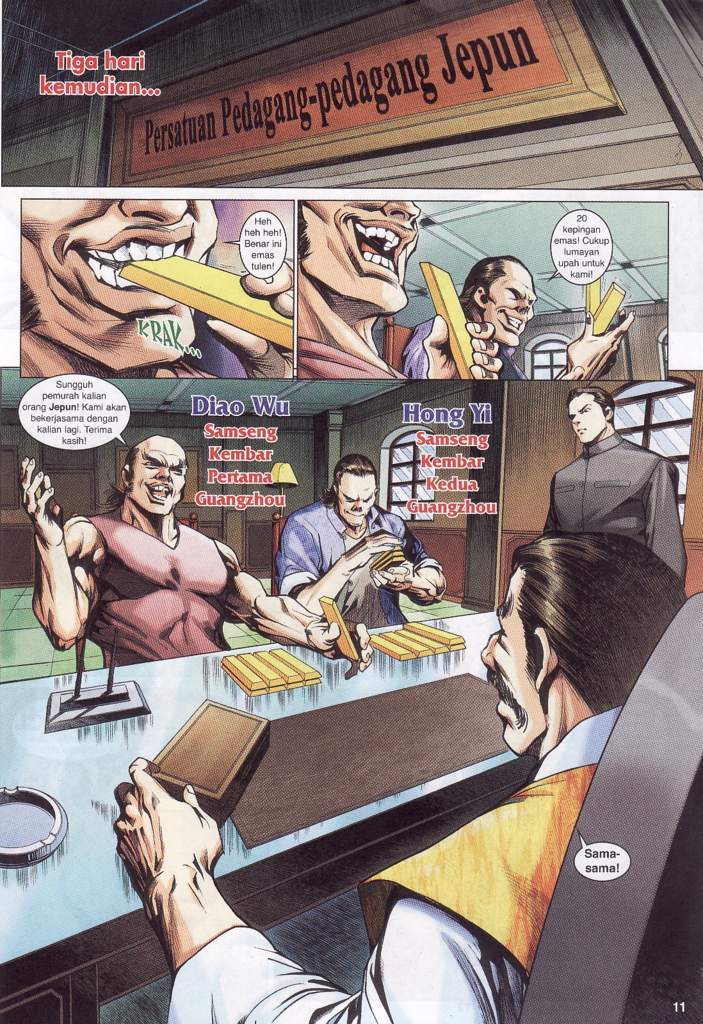 Tiga hari
kemudian...
Persatuan Pedagang-pedagang Jepun
Heh
heh heh!
Benar ini
emas
tulen!
KRAK...
20
kepingan
emas! Cukup
lumayan
upah untuk
kami!
Sungguh
pemurah kalian
orang Jepun! Kami akan
bekerjasama dengan
kalian lagi. Terima
kasih!
Diao Wu
Samseng
Kembar
Pertama
Guangzhou
Hong Yi
Samseng
Kembar
Kedua
Guangzhou
Sama-
sama!
11